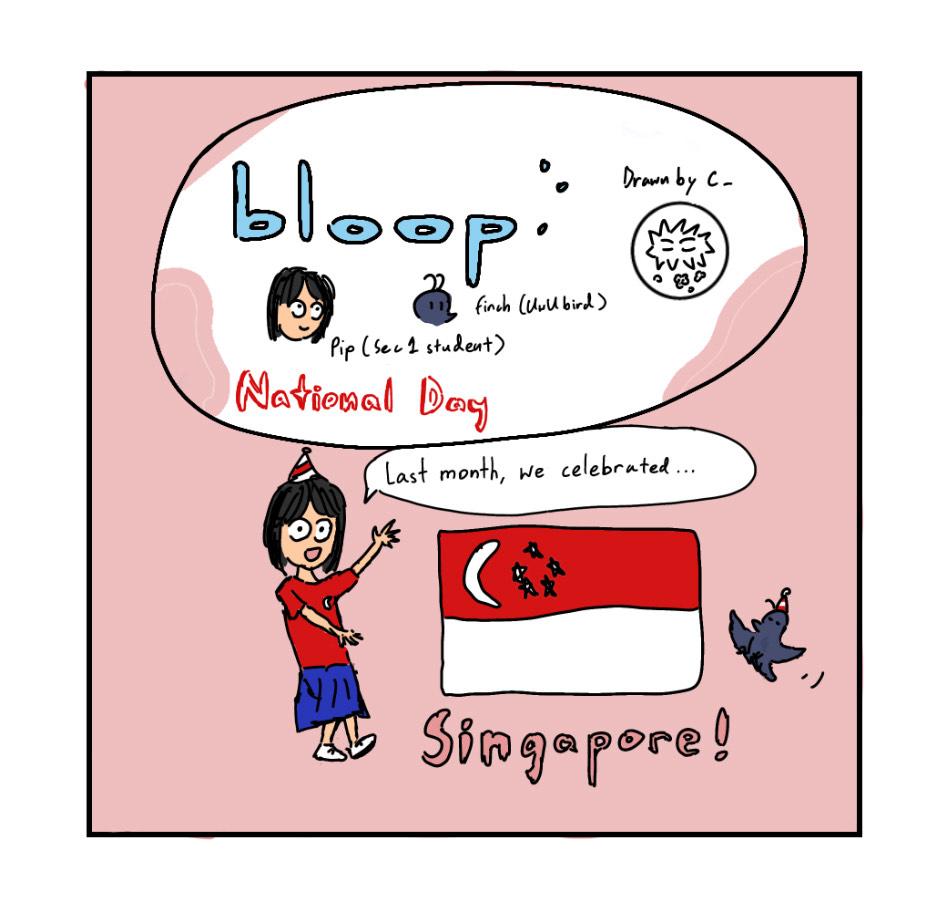 bloop
Drawn by C_
finch (UwU bird)
Pip (Sec 1 student)
National Day
Last month, we celebrated...
Singapore!